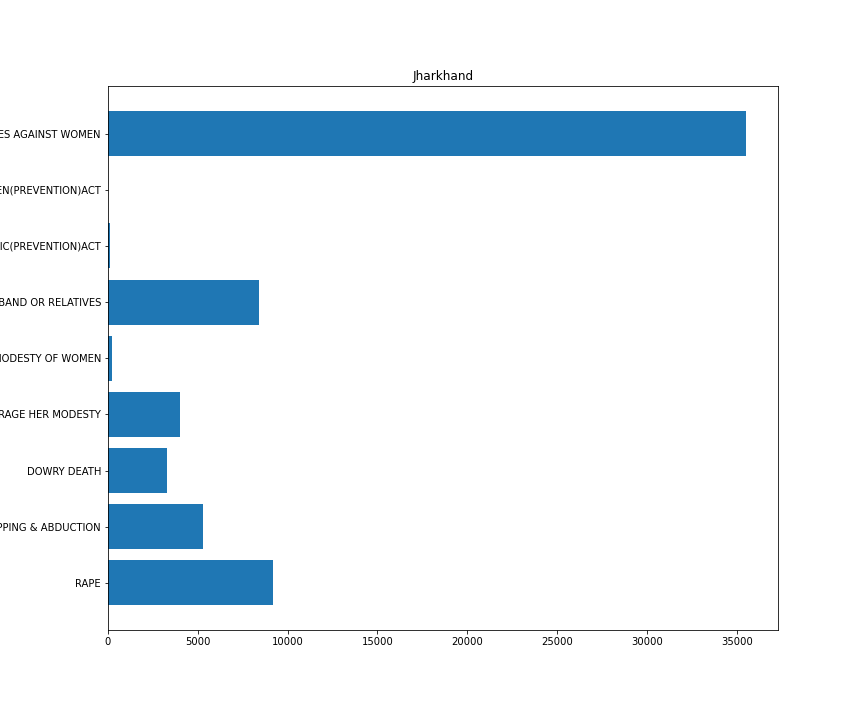 Jharkhand
ES AGAINST WOMEN
EN(PREVENTION)ACT
IC(PREVENTION)ACT
BAND OR RELATIVES
MODESTY OF WOMEN
RAGE HER MODESTY
DOWRY DEATH
PPING & ABDUCTION
RAPE
0 5000 10000 15000 20000 25000 30000 35000